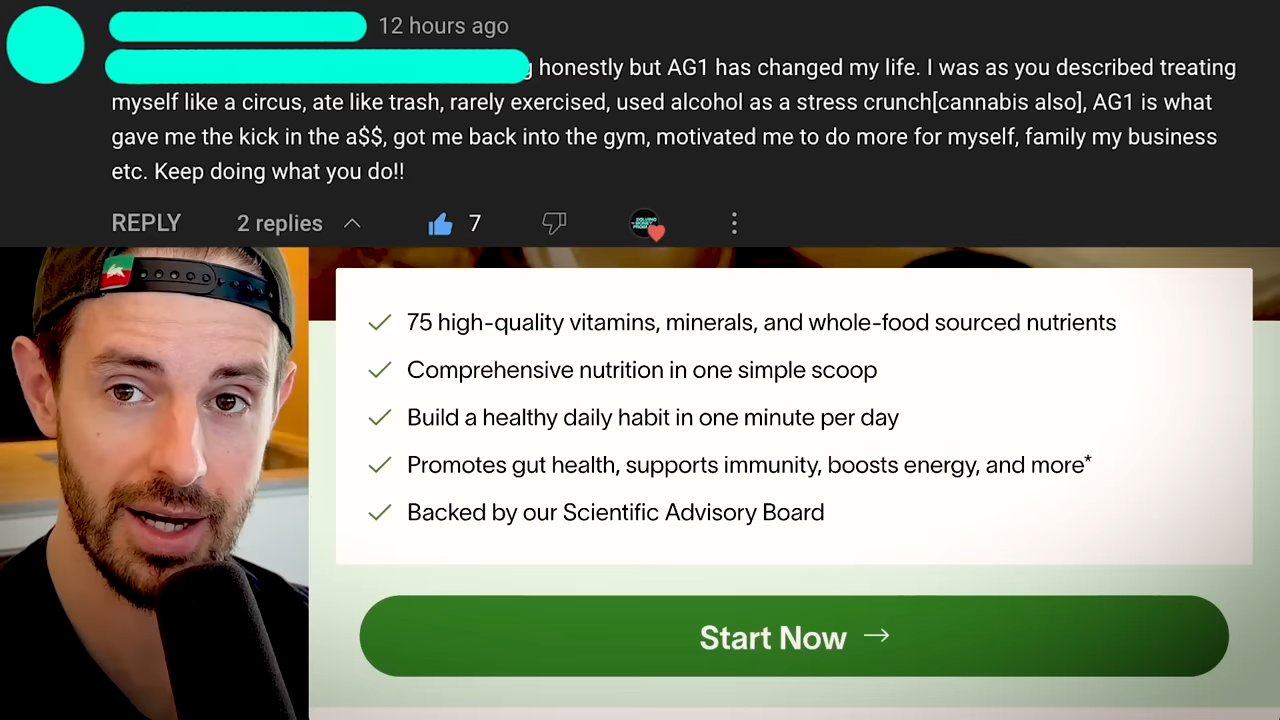 12 hours ago
honestly but AG1 has changed my life. I was as you described treating
myself like a circus, ate like trash, rarely exercised, used alcohol as a stress crunch[cannabis also], AG1 is what
gave me the kick in the a$$, got me back into the gym, motivated me to do more for myself, family my business
etc. Keep doing what you do!!
REPLY 2 replies 7
75 high-quality vitamins, minerals, and whole-food sourced nutrients
Comprehensive nutrition in one simple scoop
Build a healthy daily habit in one minute per day
Promotes gut health, supports immunity, boosts energy, and more*
Backed by our Scientific Advisory Board
Start Now →